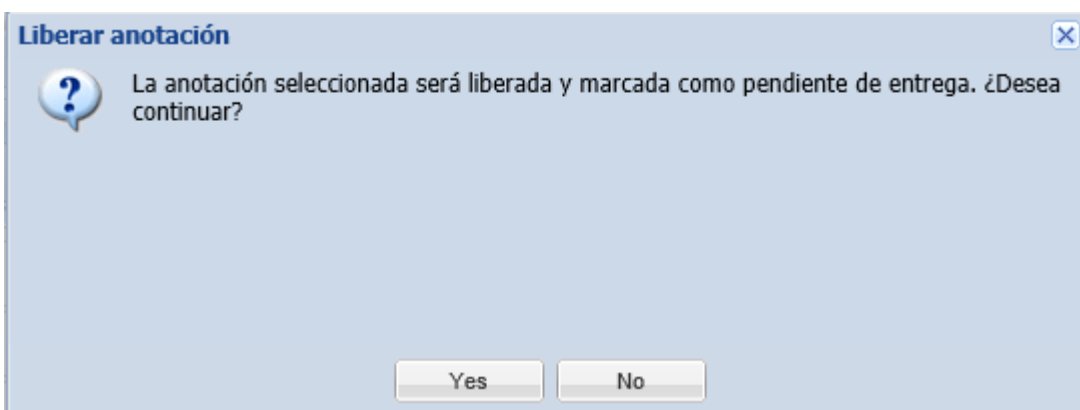 Liberar anotación
La anotación seleccionada será liberada y marcada como pendiente de entrega. ¿Desea
continuar?
Yes
No